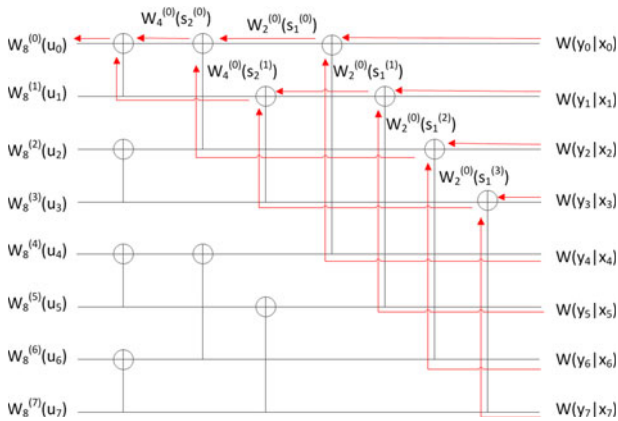 W₄⁽⁰⁾(s₂⁽⁰⁾) W₂⁽⁰⁾(s₁⁽⁰⁾)
W₈⁽⁰⁾(u₀) W(y₀|x₀)
W₄⁽⁰⁾(s₂⁽¹⁾) W₂⁽⁰⁾(s₁⁽¹⁾)
W₈⁽¹⁾(u₁) W(y₁|x₁)
W₂⁽⁰⁾(s₁⁽²⁾)
W₈⁽²⁾(u₂) W(y₂|x₂)
W₂⁽⁰⁾(s₁⁽³⁾)
W₈⁽³⁾(u₃) W(y₃|x₃)
W₈⁽⁴⁾(u₄) W(y₄|x₄)
W₈⁽⁵⁾(u₅) W(y₅|x₅)
W₈⁽⁶⁾(u₆) W(y₆|x₆)
W₈⁽⁷⁾(u₇) W(y₇|x₇)